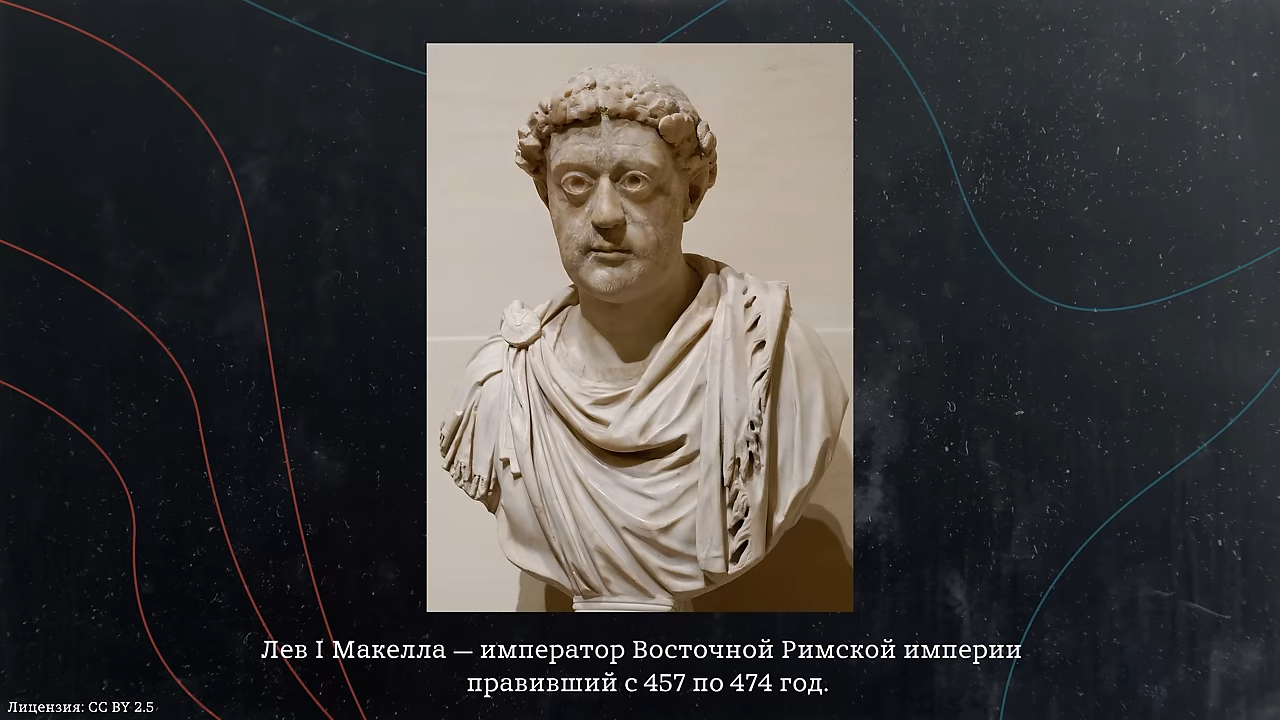 Лев I Макелла — император Восточной Римской империи
правивший с 457 по 474 год.
Лицензия: CC BY 2.5